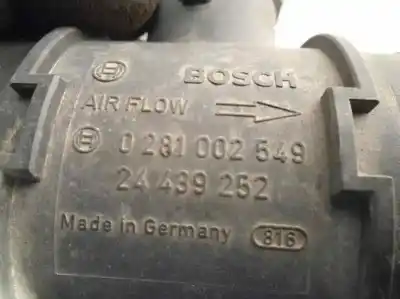 BOSCH
AIR FLOW
0 281 002 549
24 439 252
Made in Germany 816